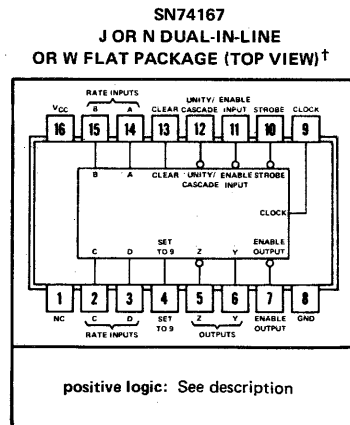 SN74167
J OR N DUAL-IN-LINE
OR W FLAT PACKAGE (TOP VIEW)†
RATE INPUTS
VCC B A CLEAR UNITY/ CASCADE ENABLE INPUT STROBE CLOCK
16 15 14 13 12 11 10 9
B A CLEAR UNITY/ CASCADE ENABLE INPUT STROBE
CLOCK
C D SET TO 9 Z Y ENABLE OUTPUT
1 2 3 4 5 6 7 8
NC C D SET TO 9 Z Y ENABLE OUTPUT GND
RATE INPUTS OUTPUTS
positive logic: See description